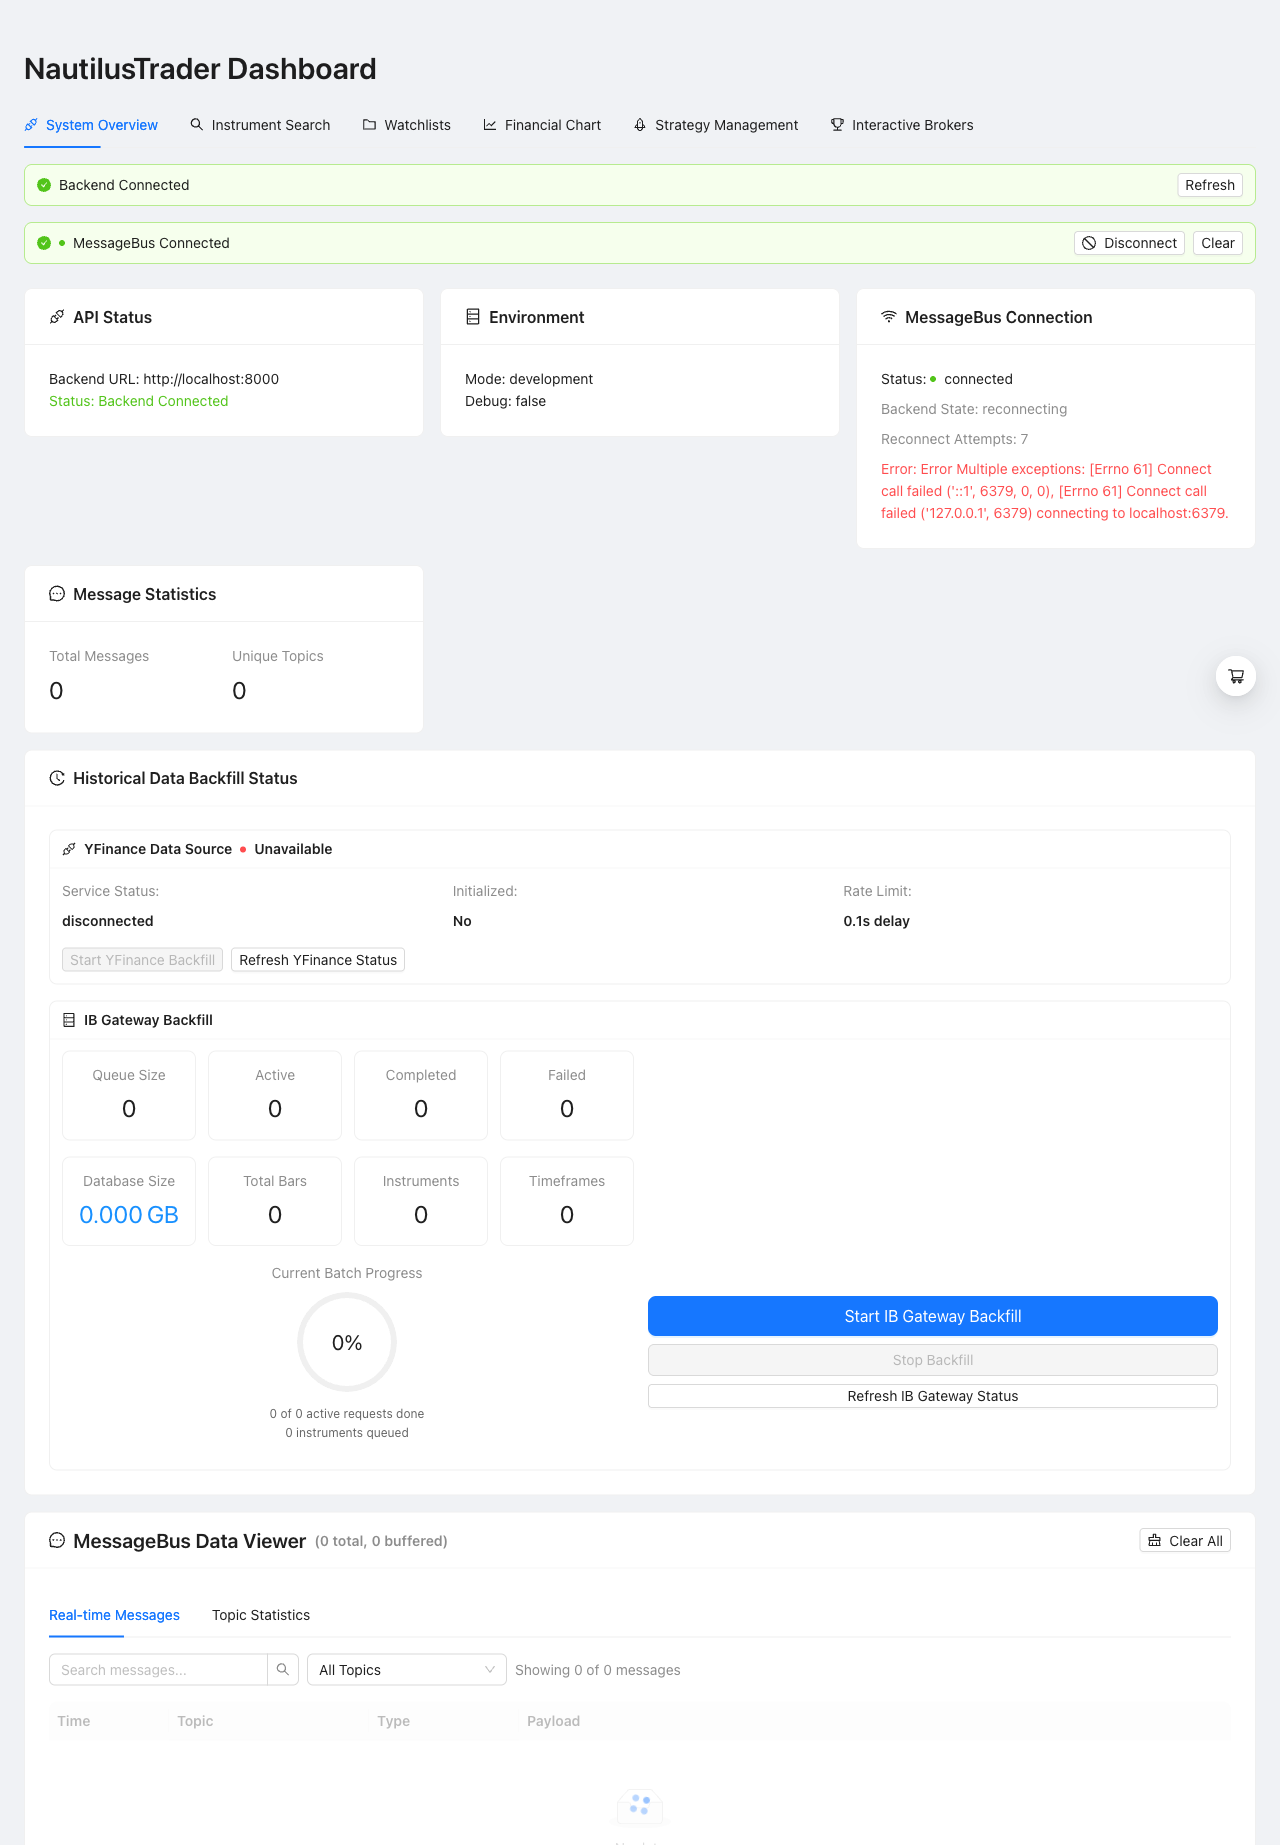 NautilusTrader Dashboard
System Overview
Instrument Search
Watchlists
Financial Chart
Strategy Management
Interactive Brokers
Backend Connected
Refresh
MessageBus Connected
Disconnect
Clear
API Status
Backend URL: http://localhost:8000
Status: Backend Connected
Environment
Mode: development
Debug: false
MessageBus Connection
Status: connected
Backend State: reconnecting
Reconnect Attempts: 7
Error: Error Multiple exceptions: [Errno 61] Connect
call failed ('::1', 6379, 0, 0), [Errno 61] Connect call
failed ('127.0.0.1', 6379) connecting to localhost:6379.
Message Statistics
Total Messages
0
Unique Topics
0
Historical Data Backfill Status
YFinance Data Source
Unavailable
Service Status:
disconnected
Initialized:
No
Rate Limit:
0.1s delay
Start YFinance Backfill
Refresh YFinance Status
IB Gateway Backfill
Queue Size
0
Active
0
Completed
0
Failed
0
Database Size
0.000 GB
Total Bars
0
Instruments
0
Timeframes
0
Current Batch Progress
0%
0 of 0 active requests done
0 instruments queued
Start IB Gateway Backfill
Stop Backfill
Refresh IB Gateway Status
MessageBus Data Viewer (0 total, 0 buffered)
Clear All
Real-time Messages
Topic Statistics
Search messages...
All Topics
Showing 0 of 0 messages
Time
Topic
Type
Payload